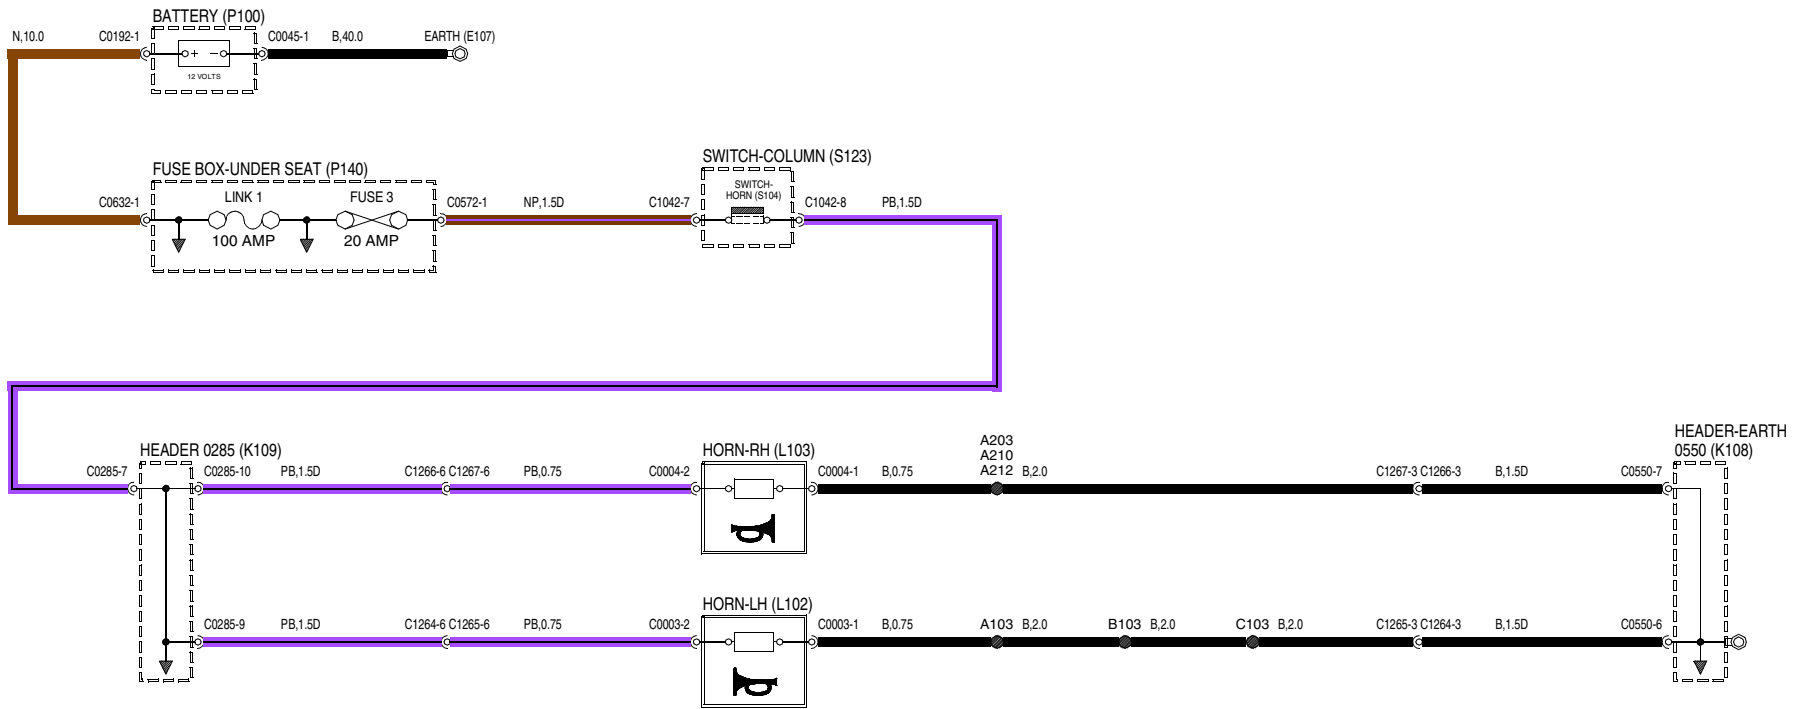 BATTERY (P100)
N,10.0 C0192-1 C0045-1 B,40.0 EARTH (E107)
+ −
12 VOLTS
SWITCH-COLUMN (S123)
FUSE BOX-UNDER SEAT (P140)
SWITCH-
HORN (S104)
LINK 1 FUSE 3
C0632-1 C0572-1 NP,1.5D C1042-7 C1042-8 PB,1.5D
100 AMP 20 AMP
HEADER-EARTH
0550 (K108)
A203
A210
HEADER 0285 (K109) HORN-RH (L103)
C0285-7 C0285-10 PB,1.5D C1266-6 C1267-6 PB,0.75 C0004-2 C0004-1 B,0.75 A212 B,2.0 C1267-3 C1266-3 B,1.5D C0550-7
HORN-LH (L102)
C0285-9 PB,1.5D C1264-6 C1265-6 PB,0.75 C0003-2 C0003-1 B,0.75 A103 B,2.0 B103 B,2.0 C103 B,2.0 C1265-3 C1264-3 B,1.5D C0550-6